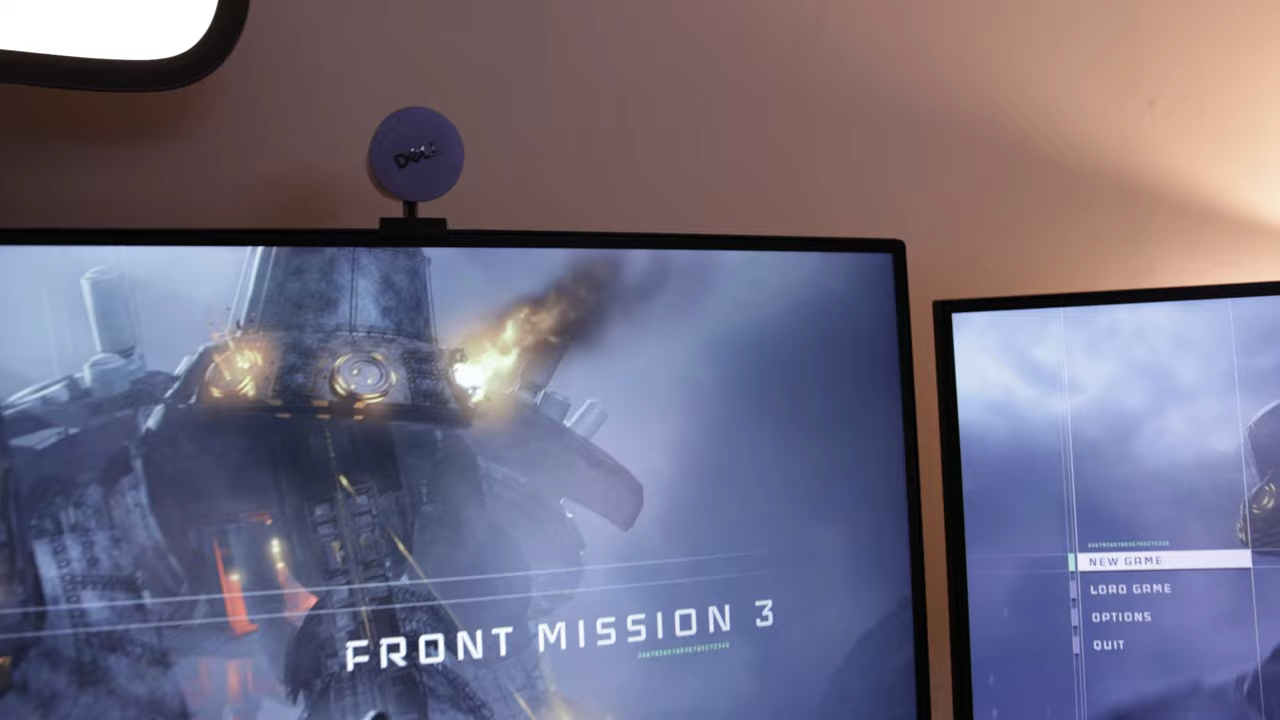 DELL
FRONT MISSION 3
NEW GAME
LOAD GAME
OPTIONS
QUIT